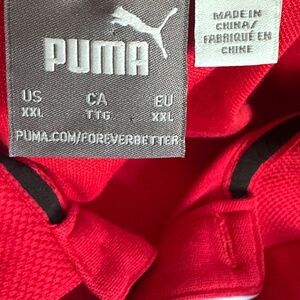 PUMA
US CA EU
XXL TTG XXL
PUMA.COM/FOREVERBETTER
MADE IN
CHINA/
FABRIQUÉ EN
CHINE